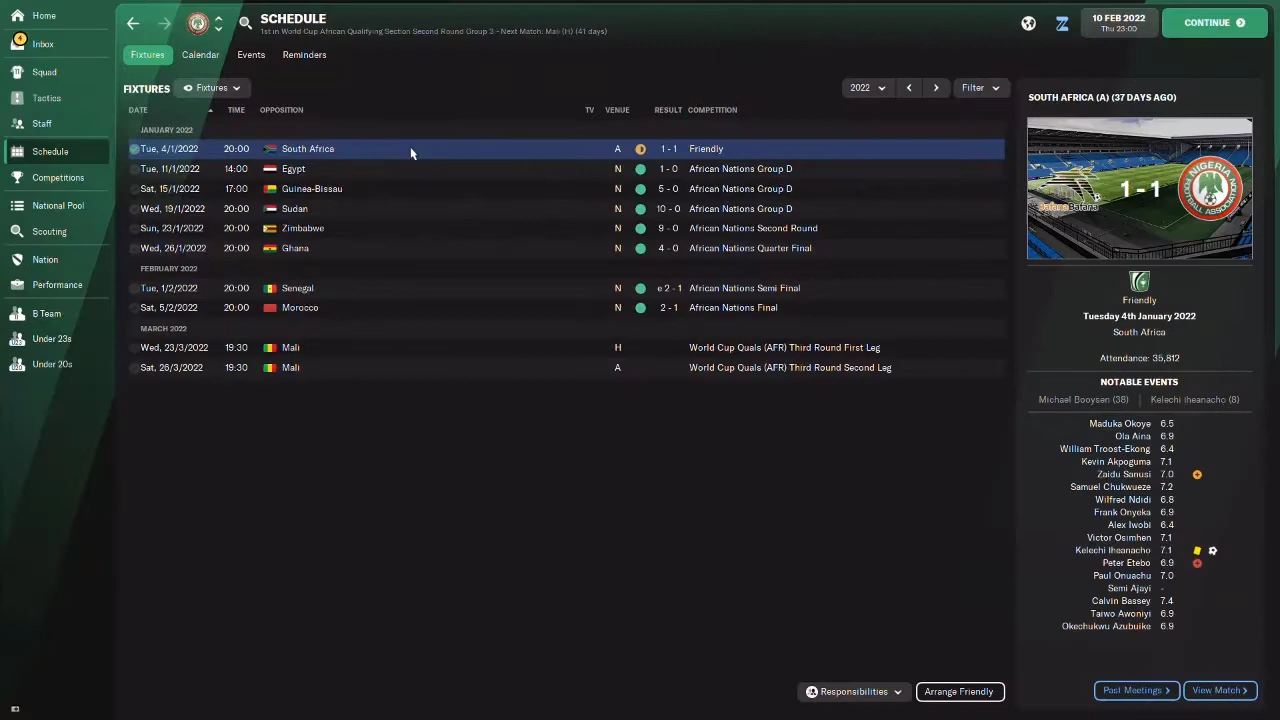 Home
4
Inbox
Squad
Tactics
Staff
Schedule
Competitions
National Pool
Scouting
Nation
Performance
B Team
Under 23s
Under 20s
SCHEDULE
1st in World Cup African Qualifying Section Second Round Group 3 - Next Match: Mali (H) (41 days)
10 FEB 2022
Thu 23:00
CONTINUE
Fixtures Calendar Events Reminders
FIXTURES Fixtures 2022 Filter
DATE TIME OPPOSITION TV VENUE RESULT COMPETITION
JANUARY 2022
Tue, 4/1/2022 20:00 South Africa A 1 - 1 Friendly
Tue, 11/1/2022 14:00 Egypt N 1 - 0 African Nations Group D
Sat, 15/1/2022 17:00 Guinea-Bissau N 5 - 0 African Nations Group D
Wed, 19/1/2022 20:00 Sudan N 10 - 0 African Nations Group D
Sun, 23/1/2022 20:00 Zimbabwe N 9 - 0 African Nations Second Round
Wed, 26/1/2022 20:00 Ghana N 4 - 0 African Nations Quarter Final
FEBRUARY 2022
Tue, 1/2/2022 20:00 Senegal N e 2 - 1 African Nations Semi Final
Sat, 5/2/2022 20:00 Morocco N 2 - 1 African Nations Final
MARCH 2022
Wed, 23/3/2022 19:30 Mali H World Cup Quals (AFR) Third Round First Leg
Sat, 26/3/2022 19:30 Mali A World Cup Quals (AFR) Third Round Second Leg
Responsibilities Arrange Friendly
SOUTH AFRICA (A) (37 DAYS AGO)
BafanaBafana 1 - 1 NIGERIA FOOTBALL ASSOCIATION
Friendly
Tuesday 4th January 2022
South Africa
Attendance: 35,812
NOTABLE EVENTS
Michael Booysen (38) Kelechi Iheanacho (8)
Maduka Okoye 6.5
Ola Aina 6.9
William Troost-Ekong 6.4
Kevin Akpoguma 7.1
Zaidu Sanusi 7.0
Samuel Chukwueze 7.2
Wilfred Ndidi 6.8
Frank Onyeka 6.9
Alex Iwobi 6.4
Victor Osimhen 7.1
Kelechi Iheanacho 7.1
Peter Etebo 6.9
Paul Onuachu 7.0
Semi Ajayi -
Calvin Bassey 7.4
Taiwo Awoniyi 6.9
Okechukwu Azubuike 6.9
Past Meetings View Match